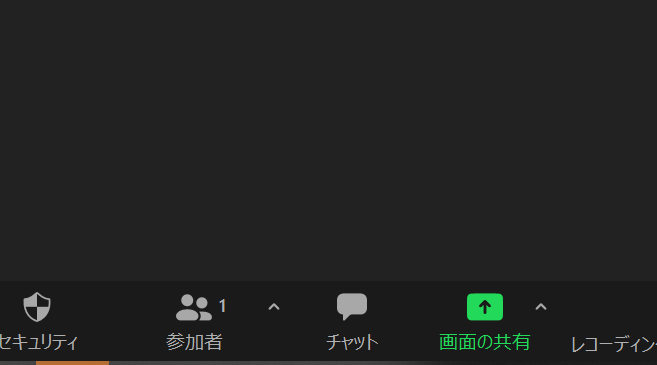 1
セキュリティ
参加者
チャット
画面の共有
レコーディン